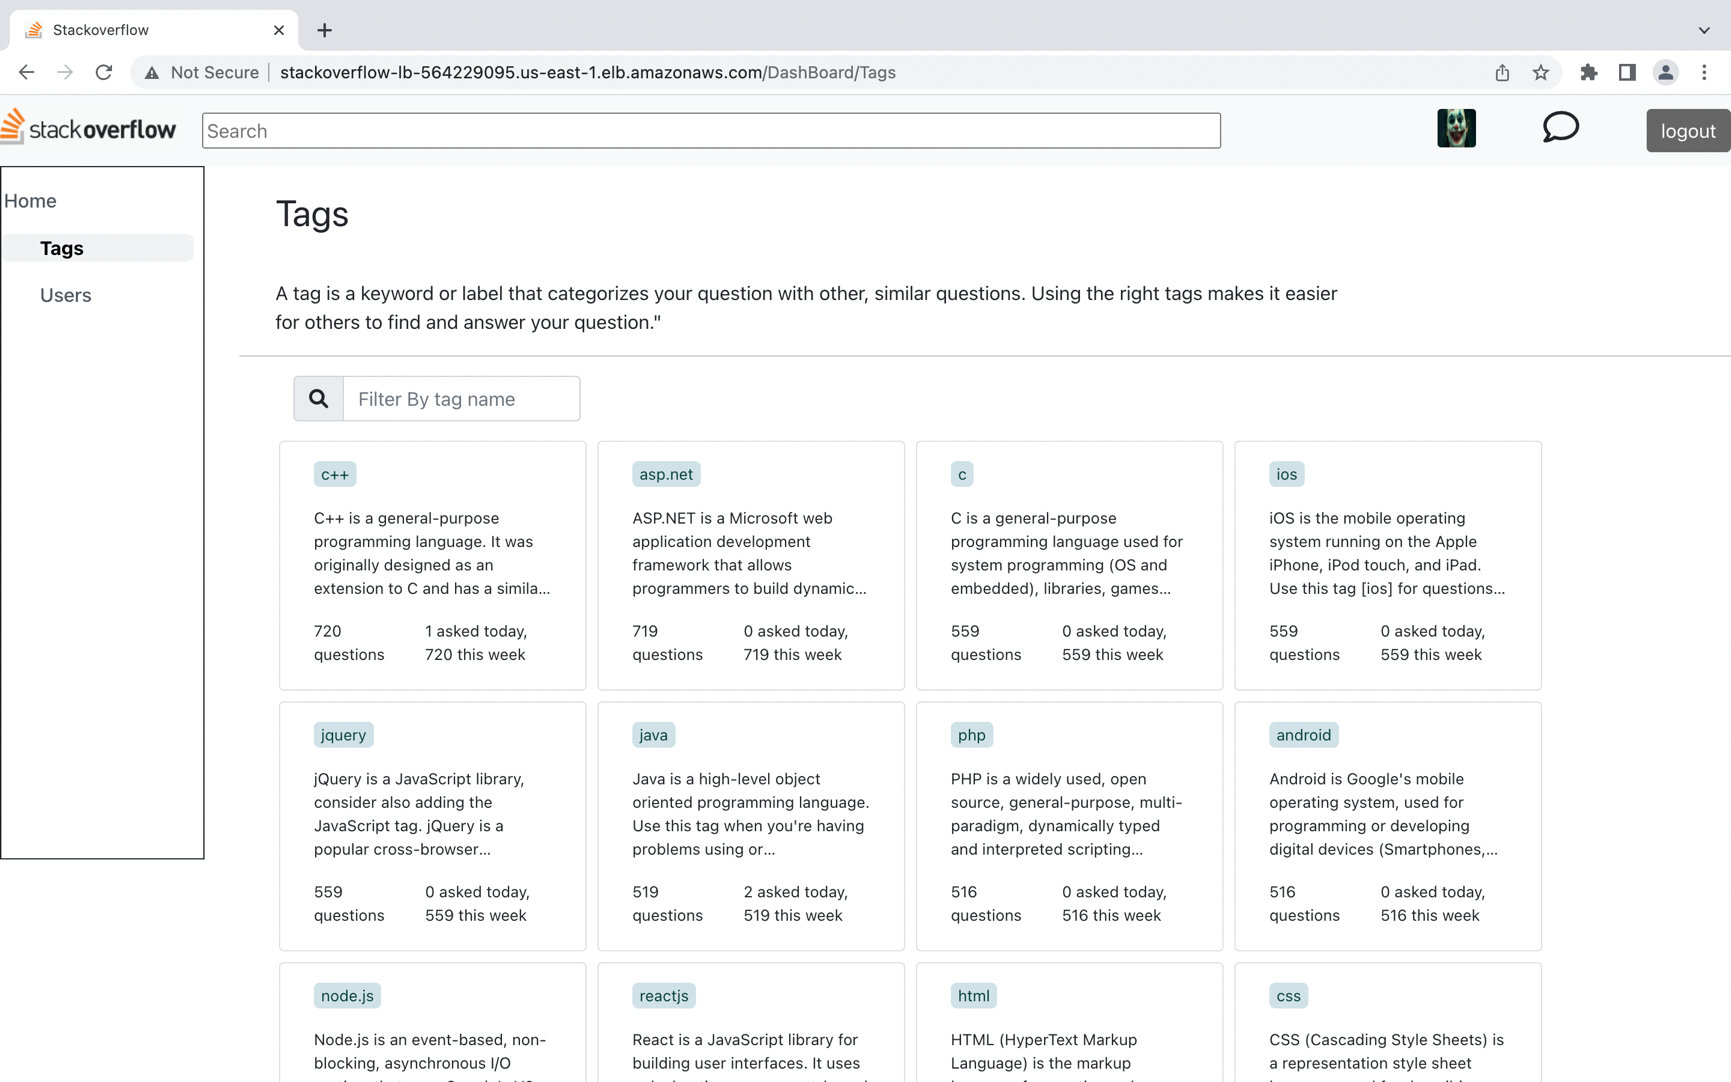 Stackoverflow
Not Secure
stackoverflow-lb-564229095.us-east-1.elb.amazonaws.com/DashBoard/Tags
stackoverflow
Search
logout
Home
Tags
Users
Tags
A tag is a keyword or label that categorizes your question with other, similar questions. Using the right tags makes it easier
for others to find and answer your question."
Filter By tag name
c++
C++ is a general-purpose
programming language. It was
originally designed as an
extension to C and has a simila...
720
questions
1 asked today,
720 this week
asp.net
ASP.NET is a Microsoft web
application development
framework that allows
programmers to build dynamic...
719
questions
0 asked today,
719 this week
c
C is a general-purpose
programming language used for
system programming (OS and
embedded), libraries, games...
559
questions
0 asked today,
559 this week
ios
iOS is the mobile operating
system running on the Apple
iPhone, iPod touch, and iPad.
Use this tag [ios] for questions...
559
questions
0 asked today,
559 this week
jquery
jQuery is a JavaScript library,
consider also adding the
JavaScript tag. jQuery is a
popular cross-browser...
559
questions
0 asked today,
559 this week
java
Java is a high-level object
oriented programming language.
Use this tag when you're having
problems using or...
519
questions
2 asked today,
519 this week
php
PHP is a widely used, open
source, general-purpose, multi-
paradigm, dynamically typed
and interpreted scripting...
516
questions
0 asked today,
516 this week
android
Android is Google's mobile
operating system, used for
programming or developing
digital devices (Smartphones,...
516
questions
0 asked today,
516 this week
node.js
Node.js is an event-based, non-
blocking, asynchronous I/O
reactjs
React is a JavaScript library for
building user interfaces. It uses
html
HTML (HyperText Markup
Language) is the markup
css
CSS (Cascading Style Sheets) is
a representation style sheet